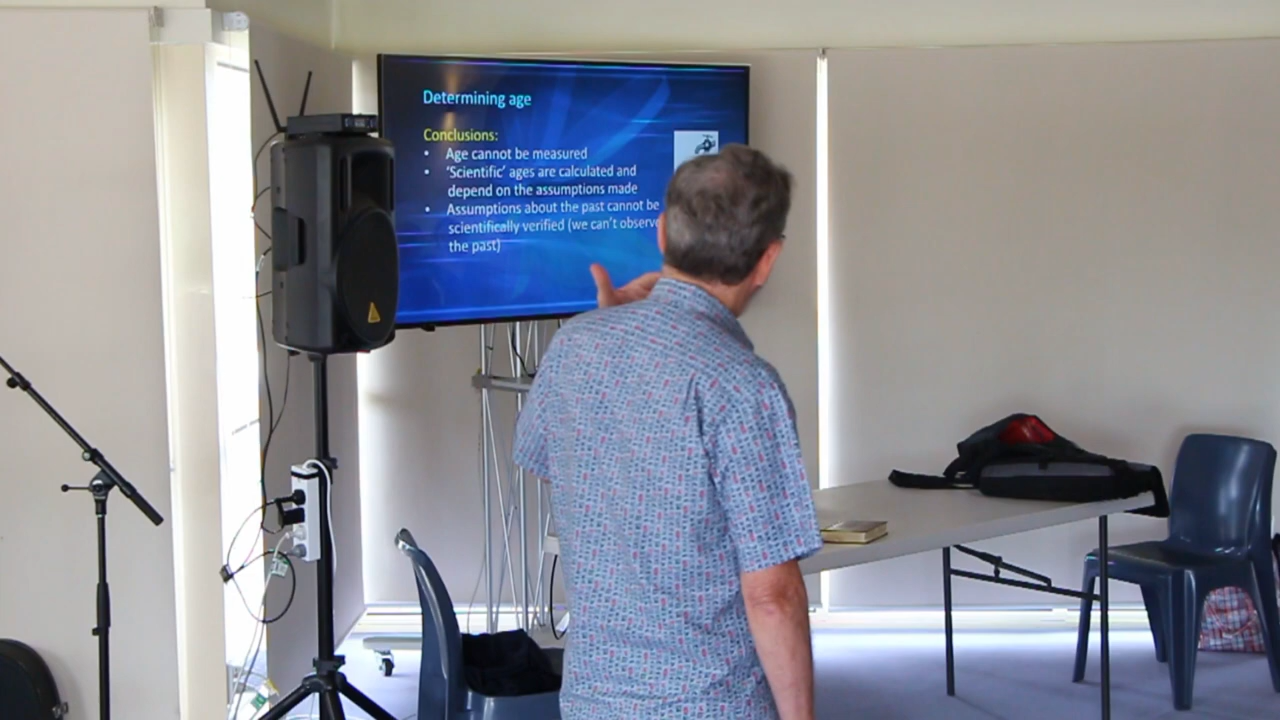 Determining age
Conclusions:
• Age cannot be measured
• 'Scientific' ages are calculated and
depend on the assumptions made
• Assumptions about the past cannot be
scientifically verified (we can't observe
the past)